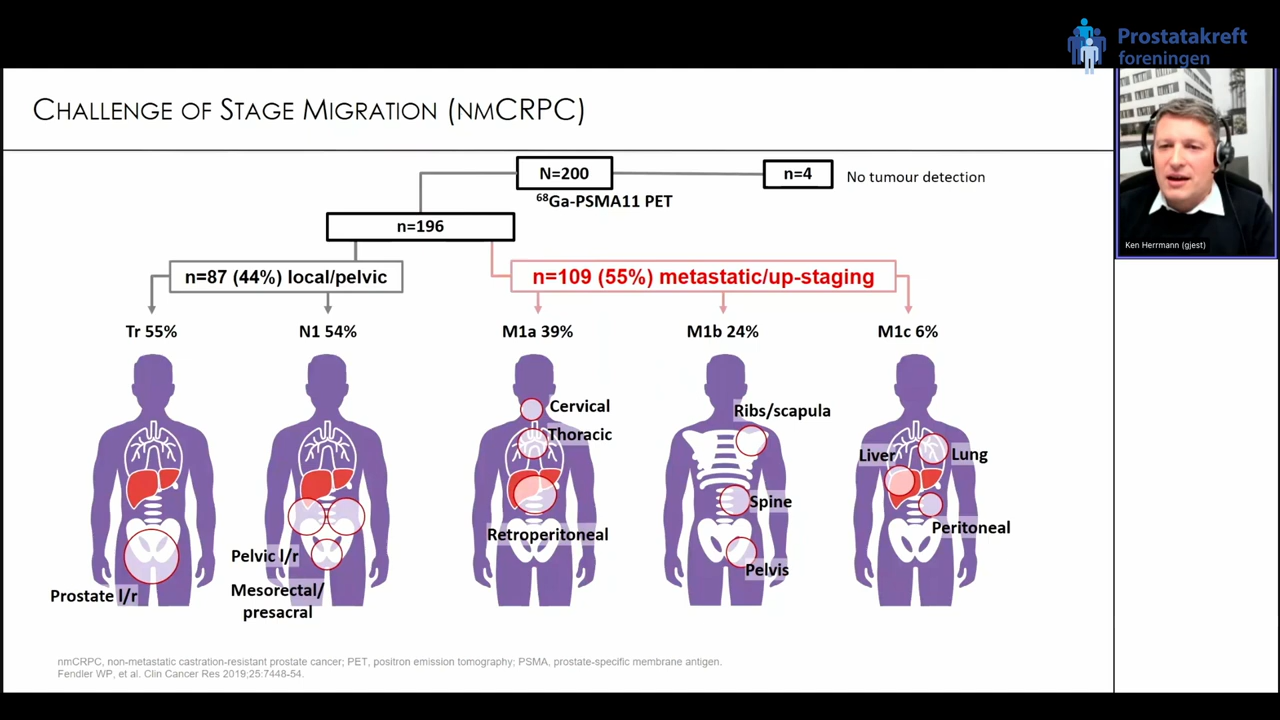 Prostatakreft
foreningen
CHALLENGE OF STAGE MIGRATION (NMCRPC)
N=200
n=4
No tumour detection
⁶⁸Ga-PSMA11 PET
n=196
n=87 (44%) local/pelvic
n=109 (55%) metastatic/up-staging
Tr 55%
N1 54%
M1a 39%
M1b 24%
M1c 6%
Prostate l/r
Pelvic l/r
Mesorectal/
presacral
Cervical
Thoracic
Retroperitoneal
Ribs/scapula
Spine
Pelvis
Liver
Lung
Peritoneal
nmCRPC, non-metastatic castration-resistant prostate cancer; PET, positron emission tomography; PSMA, prostate-specific membrane antigen.
Fendler WP, et al. Clin Cancer Res 2019;25:7448-54.
Ken Herrmann (gjest)